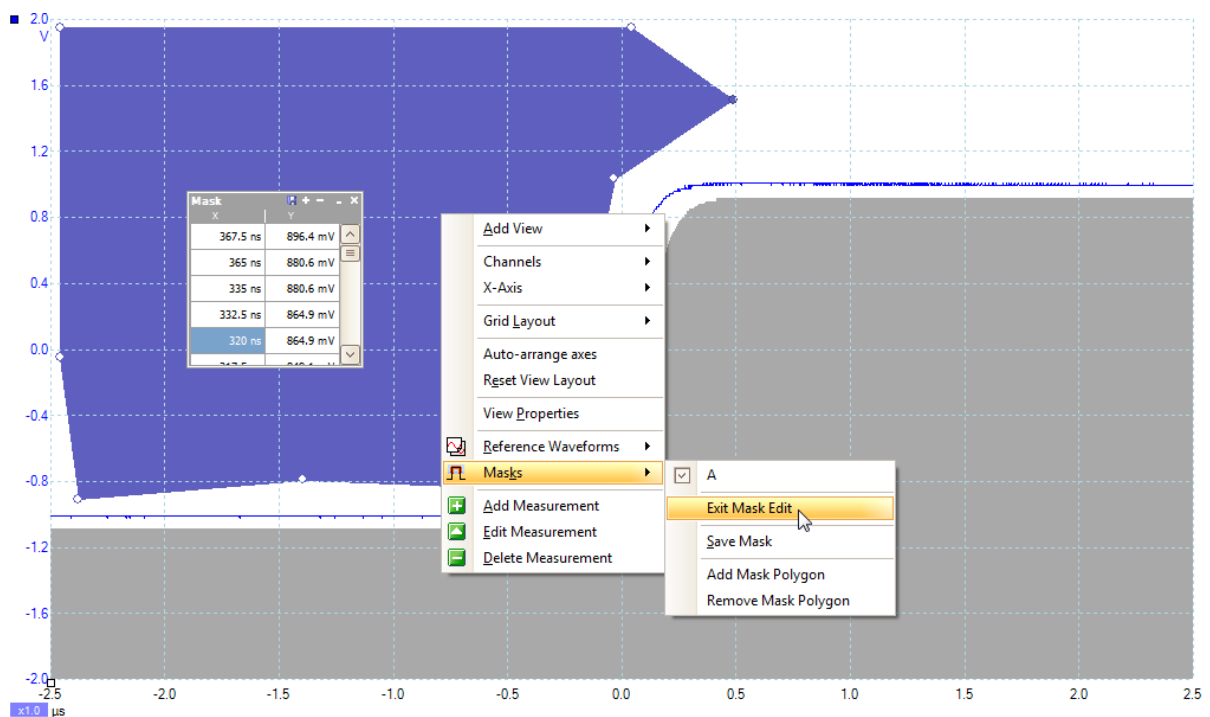 2.0
V
1.6
1.2
0.8
0.4
0.0
-0.4
-0.8
-1.2
-1.6
-2.0
-2.5 -2.0 -1.5 -1.0 -0.5 0.0 0.5 1.0 1.5 2.0 2.5
x1.0 µs
Mask
X Y
367.5 ns 896.4 mV
365 ns 880.6 mV
335 ns 880.6 mV
332.5 ns 864.9 mV
320 ns 864.9 mV
Add View
Channels
X-Axis
Grid Layout
Auto-arrange axes
Reset View Layout
View Properties
Reference Waveforms
Masks
Add Measurement
Edit Measurement
Delete Measurement
A
Exit Mask Edit
Save Mask
Add Mask Polygon
Remove Mask Polygon